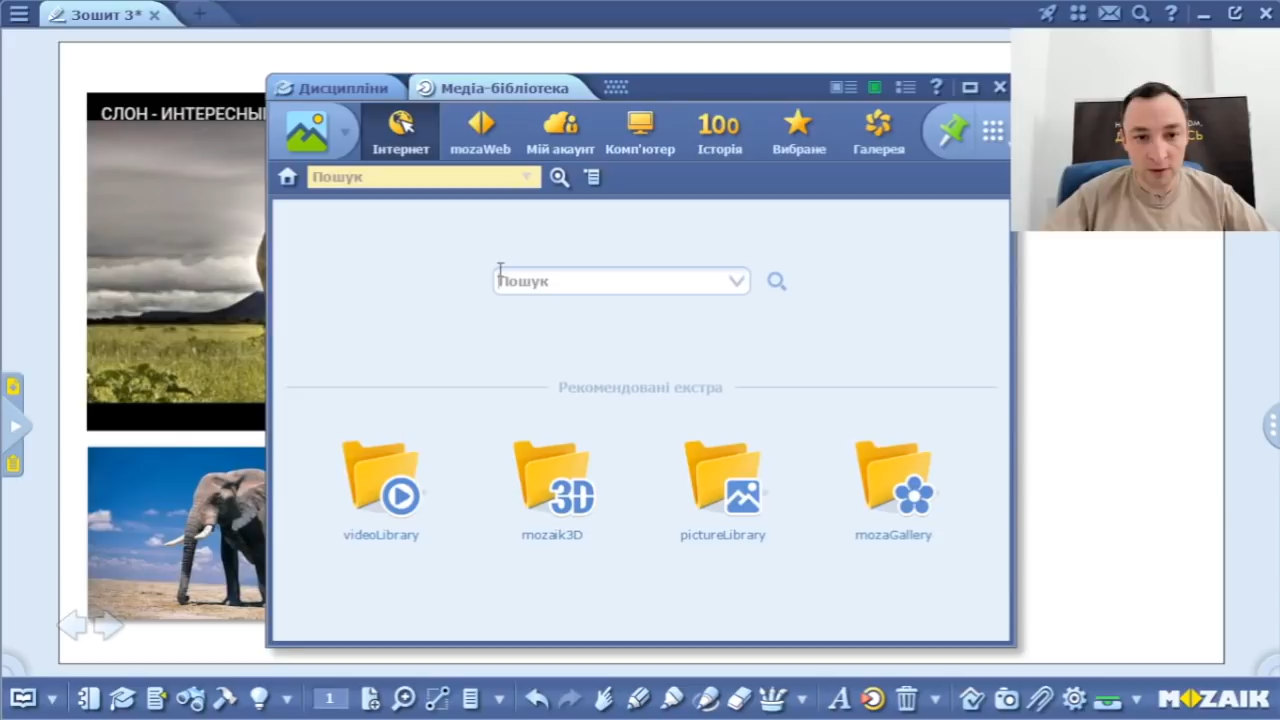 Зошит 3*
СЛОН - ИНТЕРЕСНЫ
Дисципліни
Медіа-бібліотека
Інтернет
mozaWeb
Мій акаунт
Комп'ютер
100
Історія
Вибране
Галерея
Пошук
Пошук
Рекомендовані екстра
videoLibrary
3D
mozaik3D
pictureLibrary
mozaGallery
1
MOZAIK